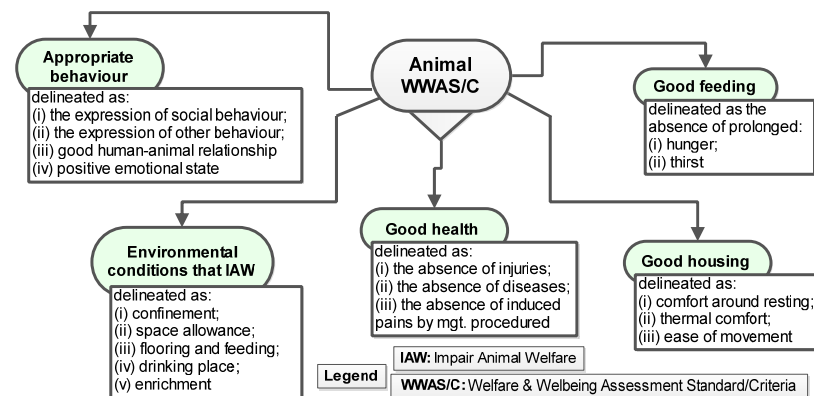 Animal
WWAS/C
Appropriate
behaviour
delineated as:
(i) the expression of social behaviour;
(ii) the expression of other behaviour;
(iii) good human-animal relationship
(iv) positive emotional state
Good feeding
delineated as the
absence of prolonged:
(i) hunger;
(ii) thirst
Environmental
conditions that IAW
delineated as:
(i) confinement;
(ii) space allowance;
(iii) flooring and feeding;
(iv) drinking place;
(v) enrichment
Good health
delineated as:
(i) the absence of injuries;
(ii) the absence of diseases;
(iii) the absence of induced
pains by mgt. procedured
Good housing
delineated as:
(i) comfort around resting;
(ii) thermal comfort;
(iii) ease of movement
Legend
IAW: Impair Animal Welfare
WWAS/C: Welfare & Welbeing Assessment Standard/Criteria